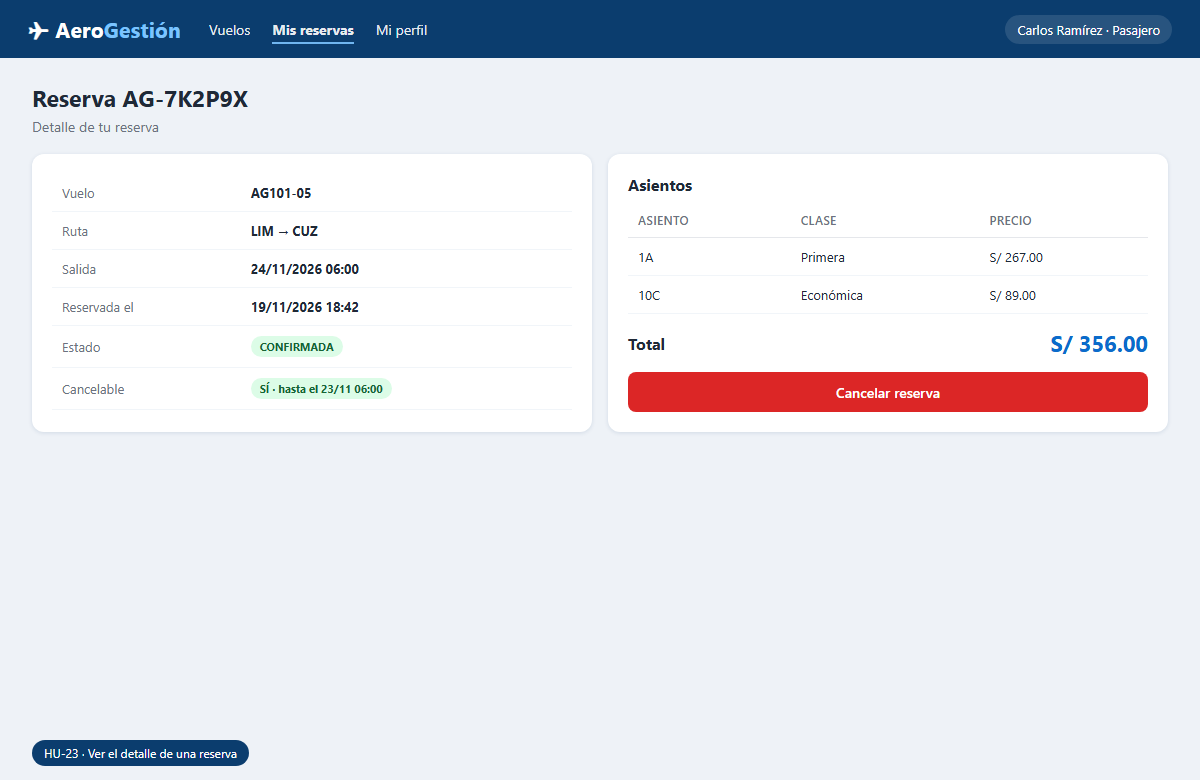 AeroGestión Vuelos Mis reservas Mi perfil Carlos Ramírez · Pasajero
Reserva AG-7K2P9X
Detalle de tu reserva
Vuelo AG101-05
Ruta LIM → CUZ
Salida 24/11/2026 06:00
Reservada el 19/11/2026 18:42
Estado CONFIRMADA
Cancelable SÍ · hasta el 23/11 06:00
Asientos
ASIENTO CLASE PRECIO
1A Primera S/ 267.00
10C Económica S/ 89.00
Total S/ 356.00
Cancelar reserva
HU-23 · Ver el detalle de una reserva